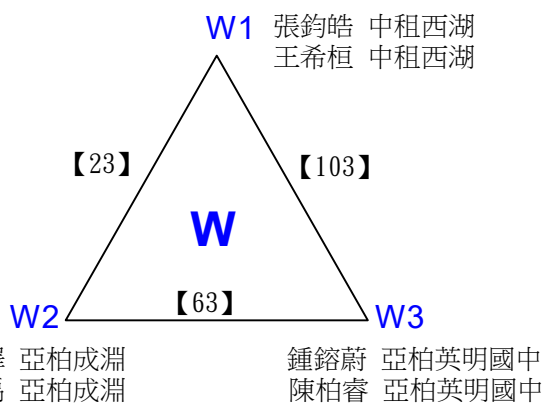 W1 張鈞皓 中租西湖
王希桓 中租西湖
【23】 【103】
W
【63】
W2 W3
亞柏成淵 鍾鎔蔚 亞柏英明國中
亞柏成淵 陳柏睿 亞柏英明國中